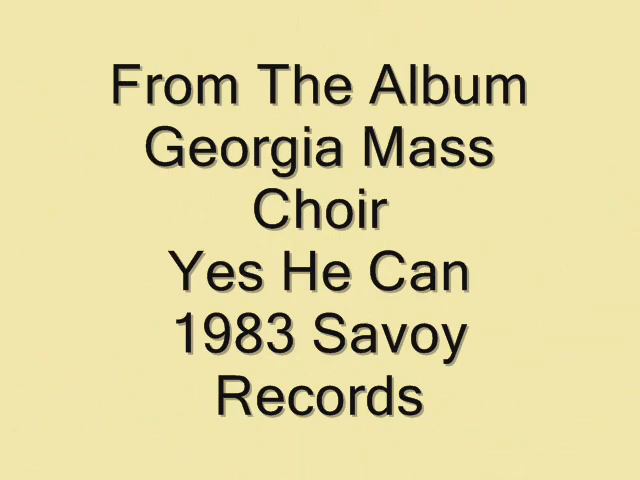 From The Album
Georgia Mass
Choir
Yes He Can
1983 Savoy
Records